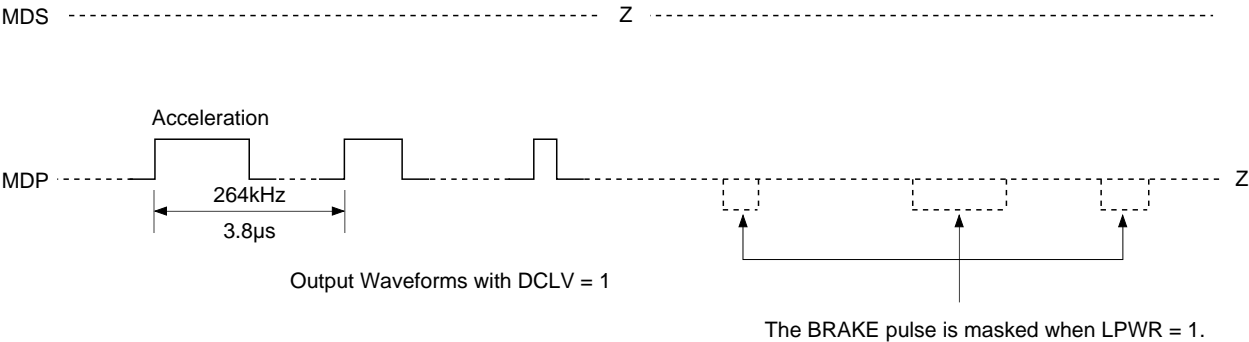 MDS
Z
Acceleration
MDP
Z
264kHz
3.8µs
Output Waveforms with DCLV = 1
The BRAKE pulse is masked when LPWR = 1.